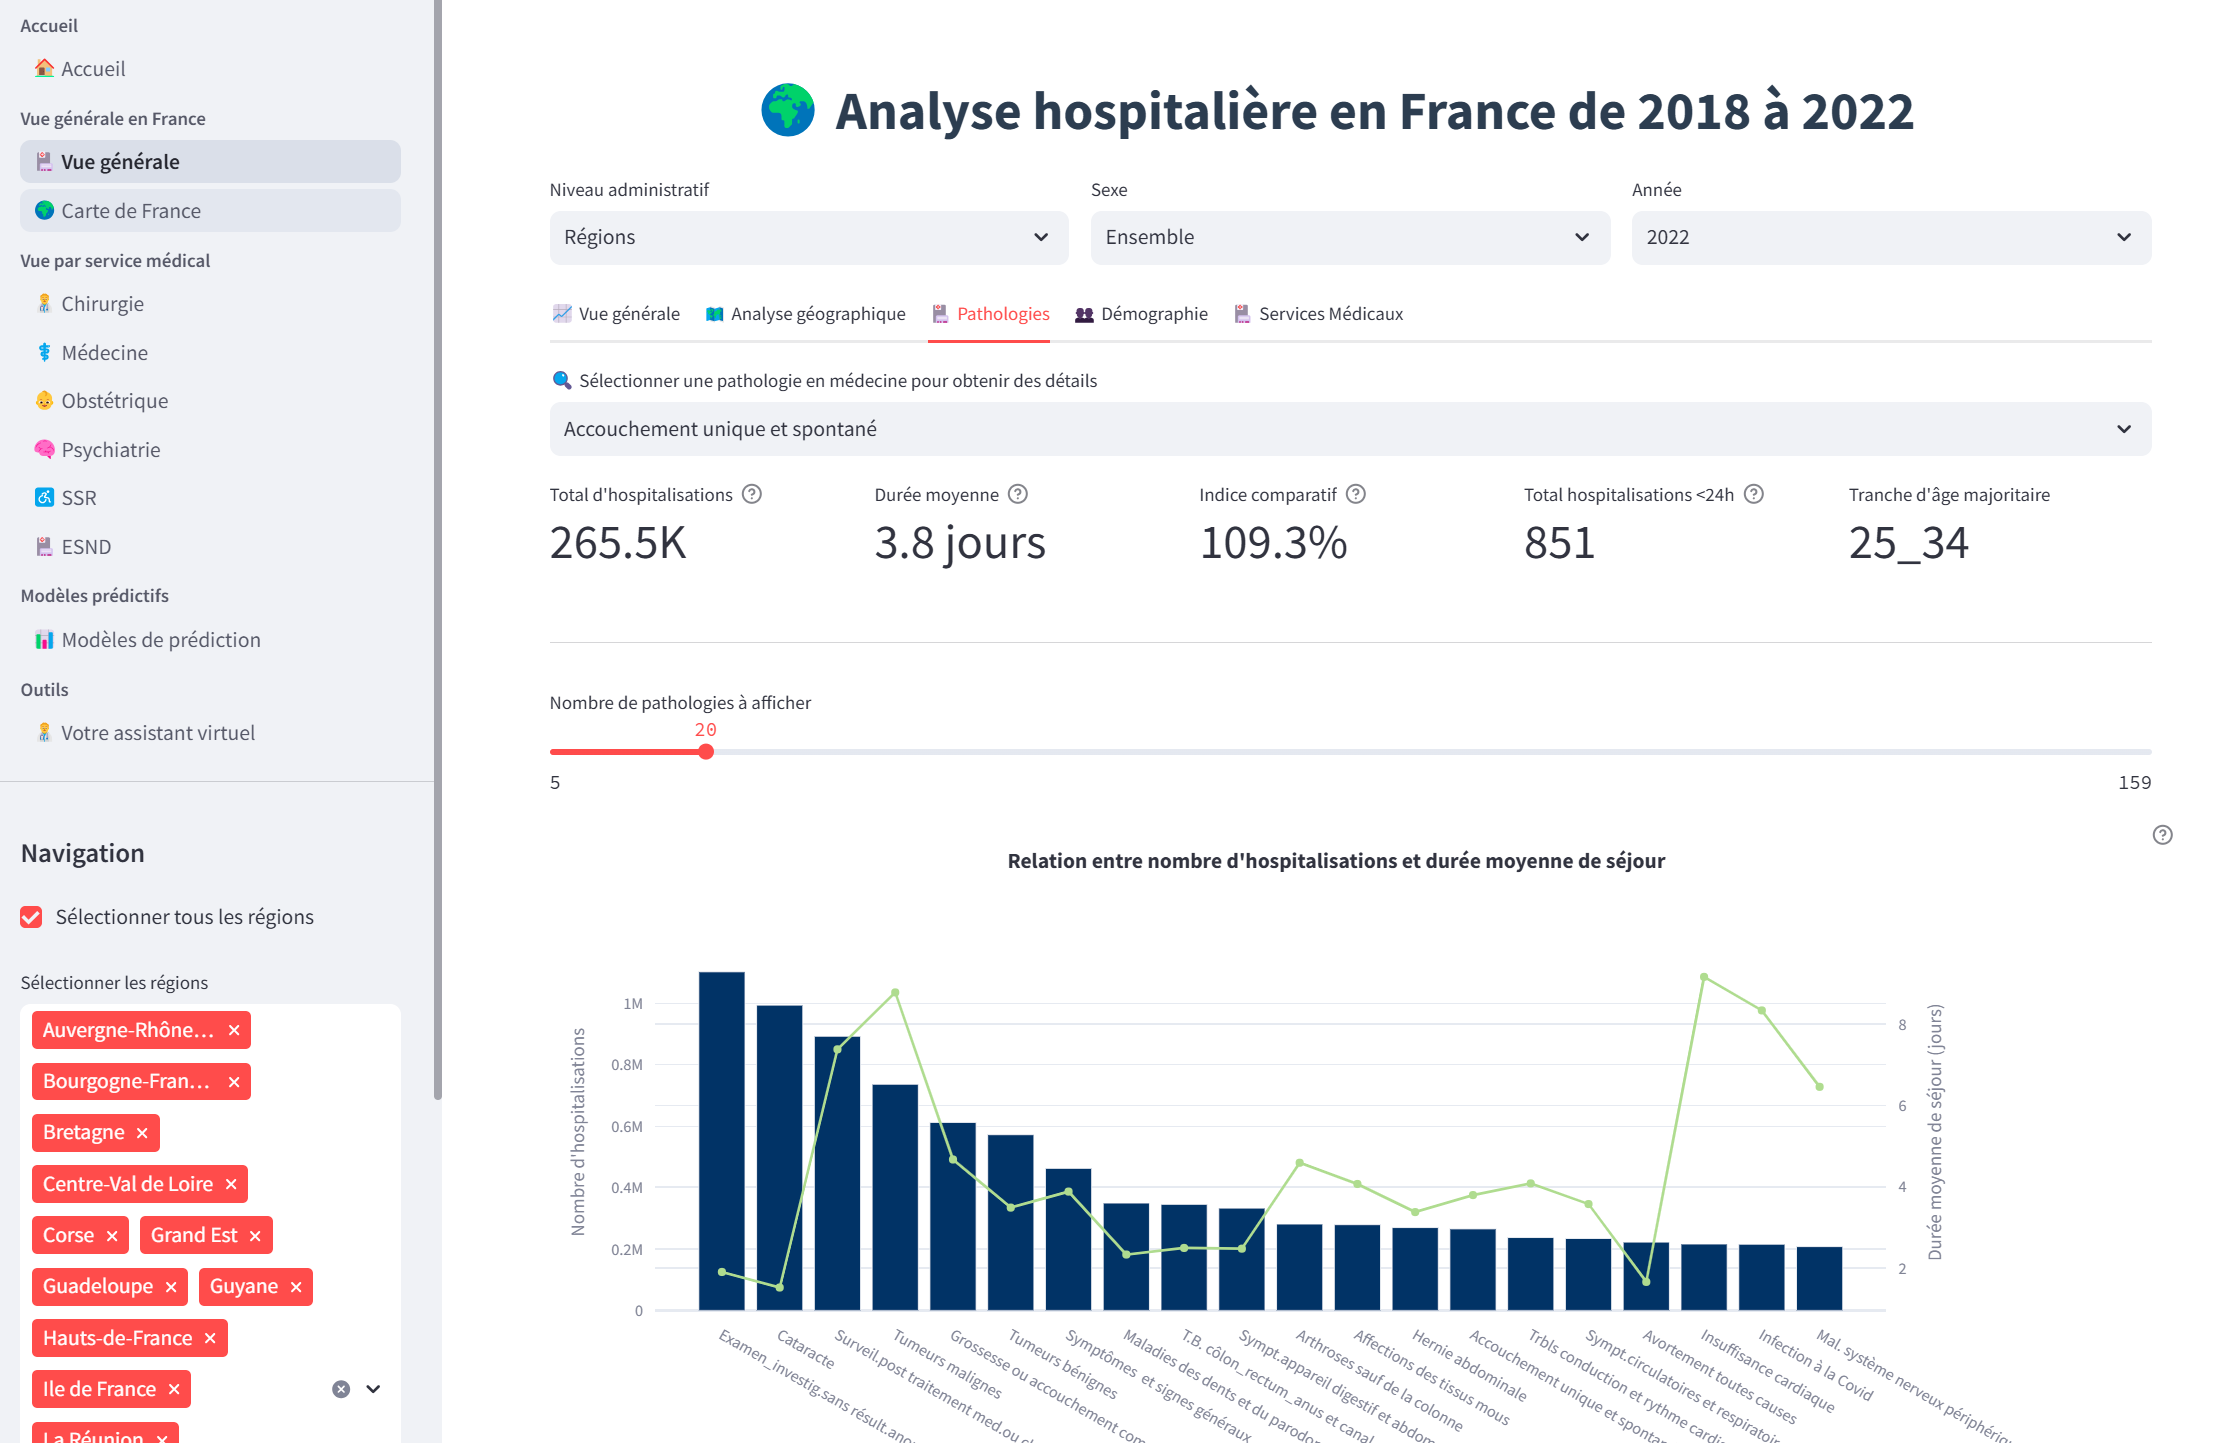 Accueil
Accueil
Vue générale en France
Vue générale
Carte de France
Vue par service médical
Chirurgie
Médecine
Obstétrique
Psychiatrie
SSR
ESND
Modèles prédictifs
Modèles de prédiction
Outils
Votre assistant virtuel
Navigation
Sélectionner tous les régions
Sélectionner les régions
Auvergne-Rhône... ×
Bourgogne-Fran... ×
Bretagne ×
Centre-Val de Loire ×
Corse × Grand Est ×
Guadeloupe × Guyane ×
Hauts-de-France ×
Ile de France ×
La Réunion ×
Analyse hospitalière en France de 2018 à 2022
Niveau administratif Sexe Année
Régions Ensemble 2022
Vue générale Analyse géographique Pathologies Démographie Services Médicaux
Sélectionner une pathologie en médecine pour obtenir des détails
Accouchement unique et spontané
Total d'hospitalisations Durée moyenne Indice comparatif Total hospitalisations <24h Tranche d'âge majoritaire
265.5K 3.8 jours 109.3% 851 25_34
Nombre de pathologies à afficher
20
5 159
Relation entre nombre d'hospitalisations et durée moyenne de séjour
Nombre d'hospitalisations
1M
0.8M
0.6M
0.4M
0.2M
0
8
6
4
2
Durée moyenne de séjour (jours)
Examen_investig.sans résult.
Cataracte
Surveil.post traitement med.ou
Tumeurs malignes
Grossesse ou accouchement
Tumeurs bénignes
Symptômes et signes généraux
Maladies des dents et du
T.B. côlon_rectum_anus et canal
Sympt.appareil digestif et
Arthroses sauf de la colonne
Affections des tissus mous
Hernie abdominale
Accouchement unique et
Trbls conduction et rythme
Sympt.circulatoires et
Avortement toutes causes
Insuffisance cardiaque
Infection à la Covid
Mal. système nerveux